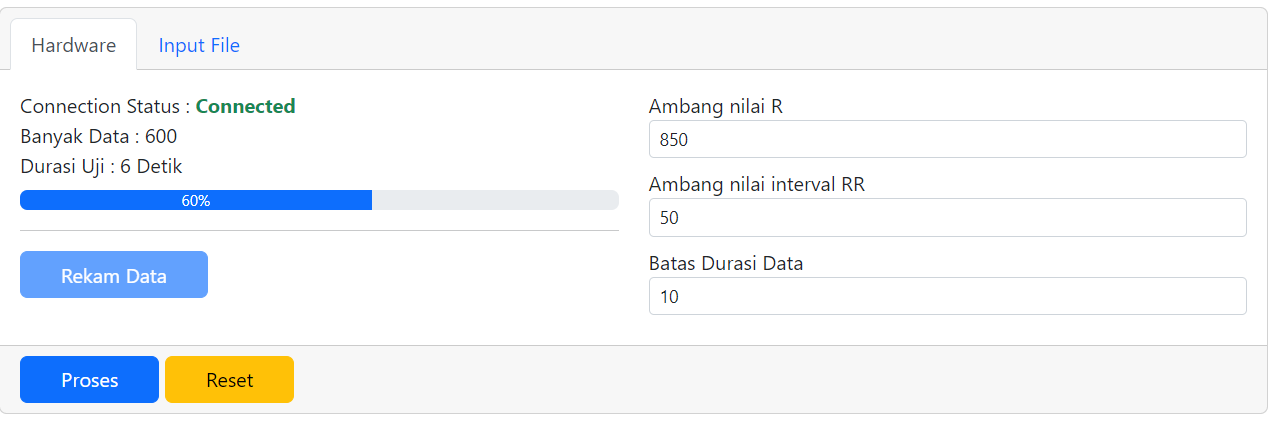 Hardware
Input File
Connection Status : Connected
Banyak Data : 600
Durasi Uji : 6 Detik
60%
Rekam Data
Ambang nilai R
850
Ambang nilai interval RR
50
Batas Durasi Data
10
Proses
Reset